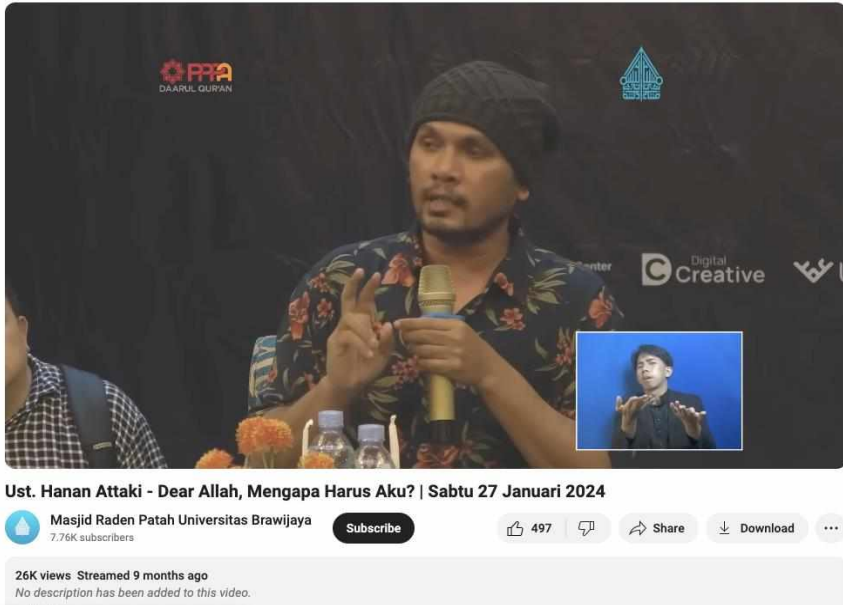 PPPA
DAARUL QUR'AN
enter
Digital
Creative
Ust. Hanan Attaki - Dear Allah, Mengapa Harus Aku? | Sabtu 27 Januari 2024
Masjid Raden Patah Universitas Brawijaya
7.76K subscribers
Subscribe
497
Share
Download
26K views Streamed 9 months ago
No description has been added to this video.